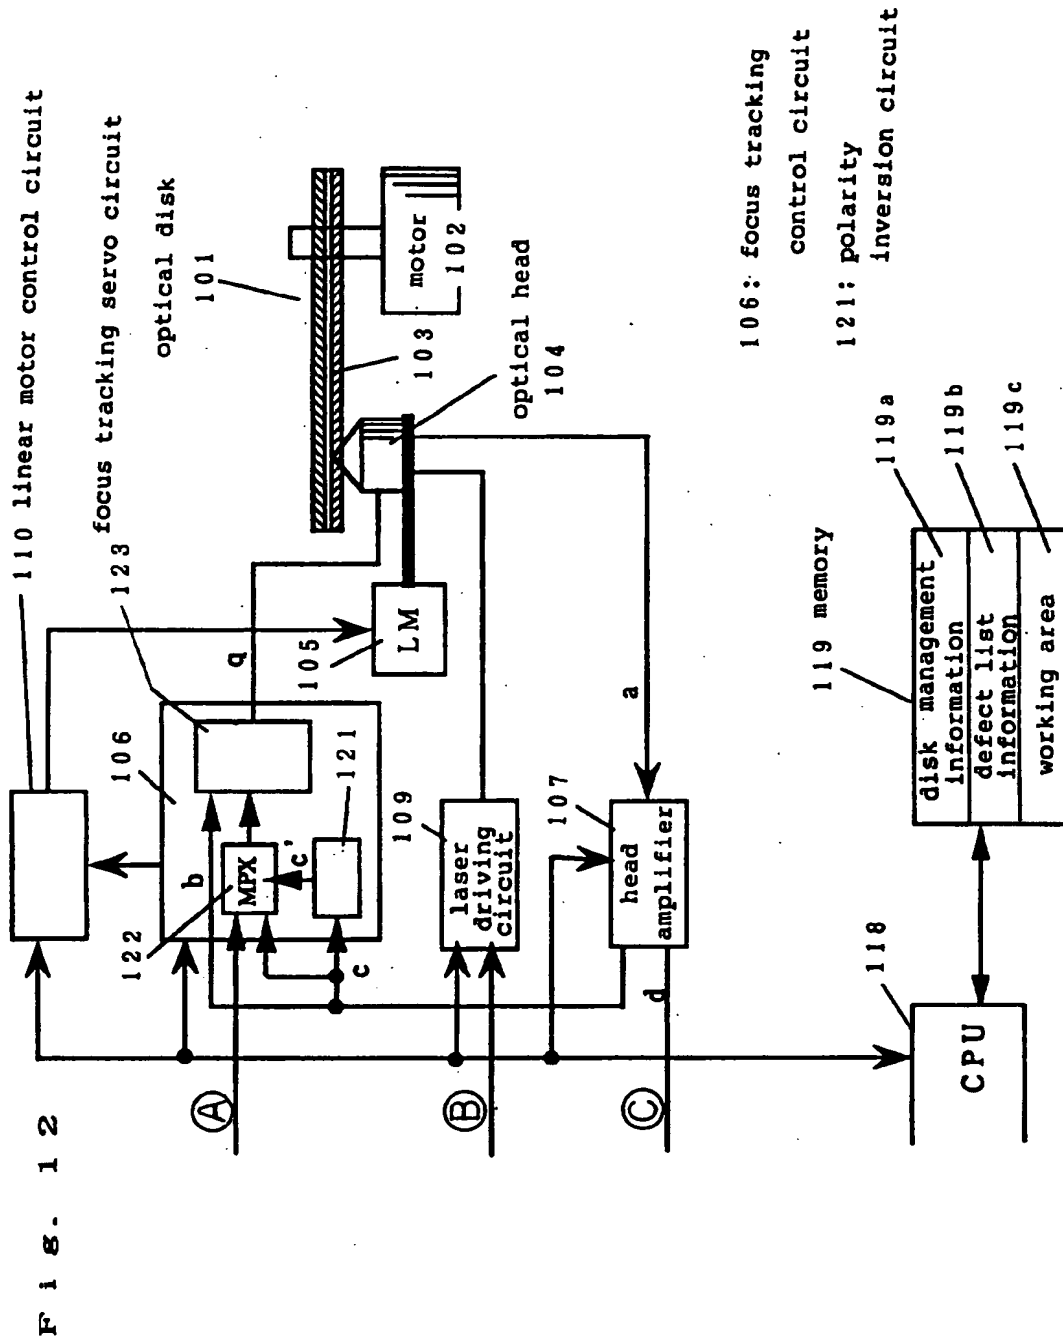 Fig. 12
110 linear motor control circuit
123
focus tracking servo circuit
optical disk
101
106
b
q
122
MPX
c'
121
c
105
LM
103
motor
102
optical head
104
A
B
C
109
laser
driving
circuit
107
head
amplifier
a
d
106: focus tracking
control circuit
121: polarity
inversion circuit
118
CPU
119 memory
disk management
information
defect list
information
working area
119a
119b
119c